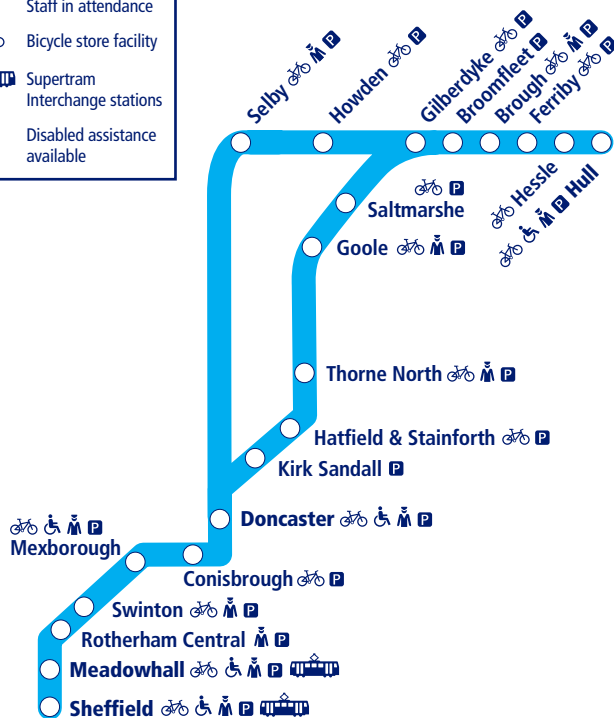 Staff in attendance
Bicycle store facility
Supertram
Interchange stations
Disabled assistance
available
Selby P
Howden P
Gilberdyke P
Broomfleet P
Brough P
Ferriby P
Hessle
P Hull
P
Saltmarshe
Goole P
Thorne North P
Hatfield & Stainforth P
Kirk Sandall P
Doncaster P
P
Mexborough
Conisbrough P
Swinton P
Rotherham Central P
Meadowhall P
Sheffield P